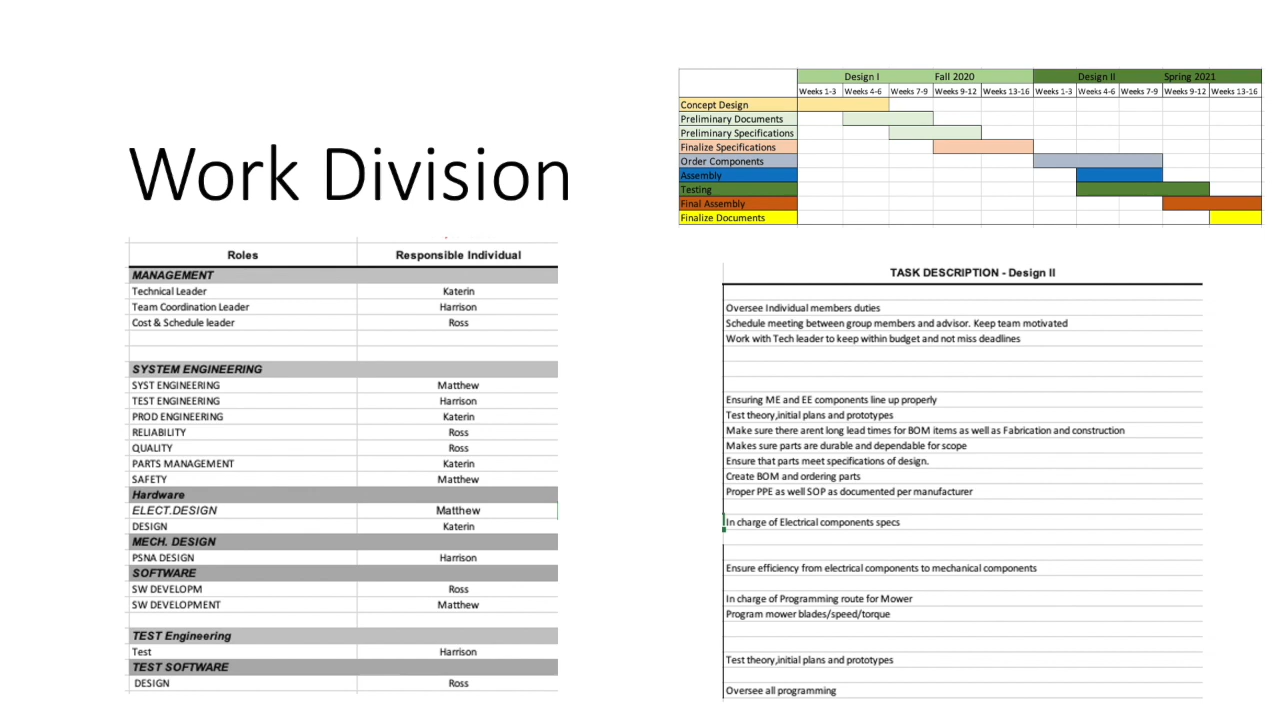 Work Division
Design I Fall 2020 Design II Spring 2021
Weeks 1-3 Weeks 4-6 Weeks 7-9 Weeks 9-12 Weeks 13-16 Weeks 1-3 Weeks 4-6 Weeks 7-9 Weeks 9-12 Weeks 13-16
Concept Design
Preliminary Documents
Preliminary Specifications
Finalize Specifications
Order Components
Assembly
Testing
Final Assembly
Finalize Documents
Roles Responsible Individual
MANAGEMENT
Technical Leader Katerin
Team Coordination Leader Harrison
Cost & Schedule leader Ross
SYSTEM ENGINEERING
SYST ENGINEERING Matthew
TEST ENGINEERING Harrison
PROD ENGINEERING Katerin
RELIABILITY Ross
QUALITY Ross
PARTS MANAGEMENT Katerin
SAFETY Matthew
Hardware
ELECT.DESIGN Matthew
DESIGN Katerin
MECH. DESIGN
PSNA DESIGN Harrison
SOFTWARE
SW DEVELOPM Ross
SW DEVELOPMENT Matthew
TEST Engineering
Test Harrison
TEST SOFTWARE
DESIGN Ross
TASK DESCRIPTION - Design II
Oversee Individual members duties
Schedule meeting between group members and advisor. Keep team motivated
Work with Tech leader to keep within budget and not miss deadlines
Ensuring ME and EE components line up properly
Test theory,initial plans and prototypes
Make sure there arent long lead times for BOM items as well as Fabrication and construction
Makes sure parts are durable and dependable for scope
Ensure that parts meet specifications of design.
Create BOM and ordering parts
Proper PPE as well SOP as documented per manufacturer
In charge of Electrical components specs
Ensure efficiency from electrical components to mechanical components
In charge of Programming route for Mower
Program mower blades/speed/torque
Test theory,initial plans and prototypes
Oversee all programming